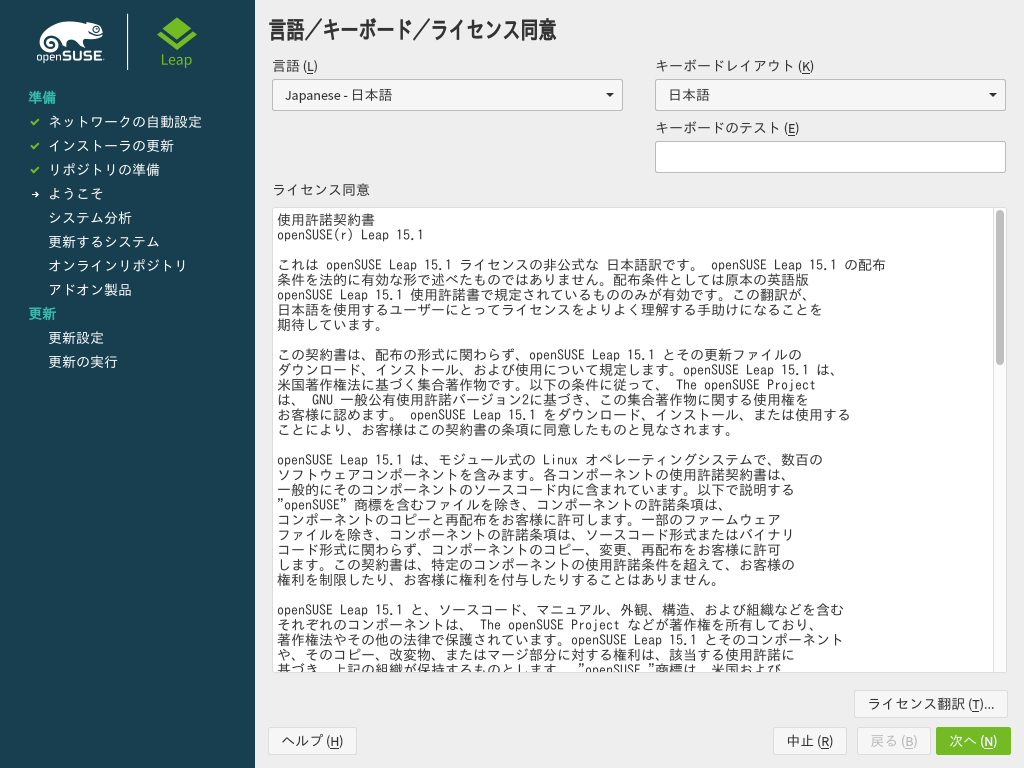 openSUSE
Leap
準備
ネットワークの自動設定
インストーラの更新
リポジトリの準備
ようこそ
システム分析
更新するシステム
オンラインリポジトリ
アドオン製品
更新
更新設定
更新の実行
言語／キーボード／ライセンス同意
言語 (L)
Japanese - 日本語
キーボードレイアウト (K)
日本語
キーボードのテスト (E)
ライセンス同意
使用許諾契約書
openSUSE(r) Leap 15.1
これは openSUSE Leap 15.1 ライセンスの非公式な 日本語訳です。 openSUSE Leap 15.1 の配布
条件を法的に有効な形で述べたものではありません。配布条件としては原本の英語版
openSUSE Leap 15.1 使用許諾書で規定されているもののみが有効です。この翻訳が、
日本語を使用するユーザーにとってライセンスをよりよく理解する手助けになることを
期待しています。
この契約書は、配布の形式に関わらず、openSUSE Leap 15.1 とその更新ファイルの
ダウンロード、インストール、および使用について規定します。openSUSE Leap 15.1 は、
米国著作権法に基づく集合著作物です。以下の条件に従って、 The openSUSE Project
は、 GNU 一般公有使用許諾バージョン2に基づき、この集合著作物に関する使用権を
お客様に認めます。 openSUSE Leap 15.1 をダウンロード、インストール、または使用する
ことにより、お客様はこの契約書の条項に同意したものと見なされます。
openSUSE Leap 15.1 は、モジュール式の Linux オペレーティングシステムで、数百の
ソフトウェアコンポーネントを含みます。各コンポーネントの使用許諾契約書は、
一般的にそのコンポーネントのソースコード内に含まれています。以下で説明する
”openSUSE” 商標を含むファイルを除き、コンポーネントの許諾条項は、
コンポーネントのコピーと再配布をお客様に許可します。一部のファームウェア
ファイルを除き、コンポーネントの許諾条項は、ソースコード形式またはバイナリ
コード形式に関わらず、コンポーネントのコピー、変更、再配布をお客様に許可
します。この契約書は、特定のコンポーネントの使用許諾条件を超えて、お客様の
権利を制限したり、お客様に権利を付与したりすることはありません。
openSUSE Leap 15.1 と、ソースコード、マニュアル、外観、構造、および組織などを含む
それぞれのコンポーネントは、 The openSUSE Project などが著作権を所有しており、
著作権法やその他の法律で保護されています。openSUSE Leap 15.1 とそのコンポーネント
や、そのコピー、改変物、またはマージ部分に対する権利は、該当する使用許諾に
基づき、上記の組織が保持するものとします。 ”openSUSE ”商標は、米国および
ライセンス翻訳 (T)...
ヘルプ (H)
中止 (R)
戻る (B)
次へ (N)